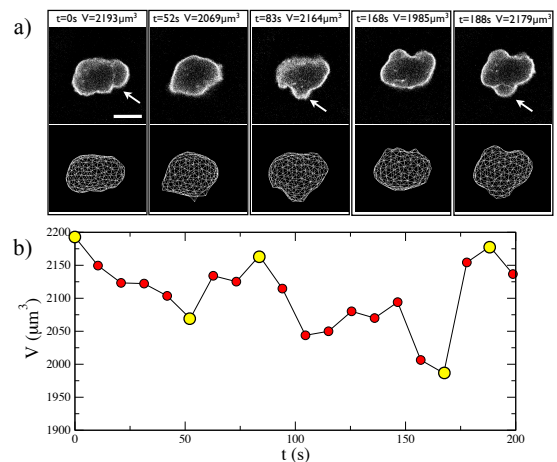 a)
t=0s V=2193μm³ t=52s V=2069μm³ t=83s V=2164μm³ t=168s V=1985μm³ t=188s V=2179μm³
b)
2200
2150
2100
2050
2000
1950
1900
V (μm³)
0 50 100 150 200
t (s)